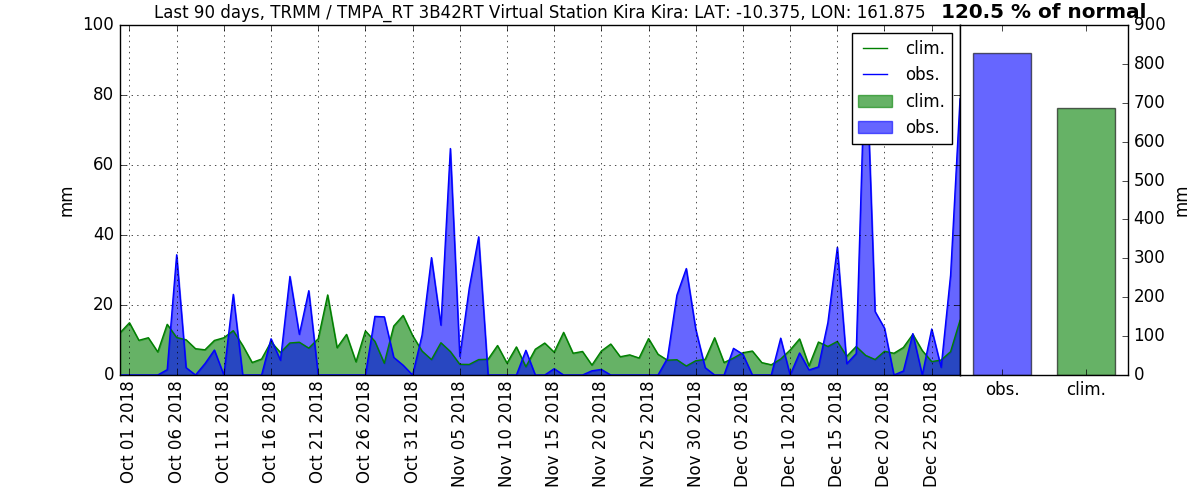 Last 90 days, TRMM / TMPA_RT 3B42RT Virtual Station Kira Kira: LAT: -10.375, LON: 161.875 120.5 % of normal
100
80
60
40
20
0
mm
clim.
obs.
clim.
obs.
900
800
700
600
500
400
300
200
100
0
mm
Oct 01 2018
Oct 06 2018
Oct 11 2018
Oct 16 2018
Oct 21 2018
Oct 26 2018
Oct 31 2018
Nov 05 2018
Nov 10 2018
Nov 15 2018
Nov 20 2018
Nov 25 2018
Nov 30 2018
Dec 05 2018
Dec 10 2018
Dec 15 2018
Dec 20 2018
Dec 25 2018
obs.
clim.